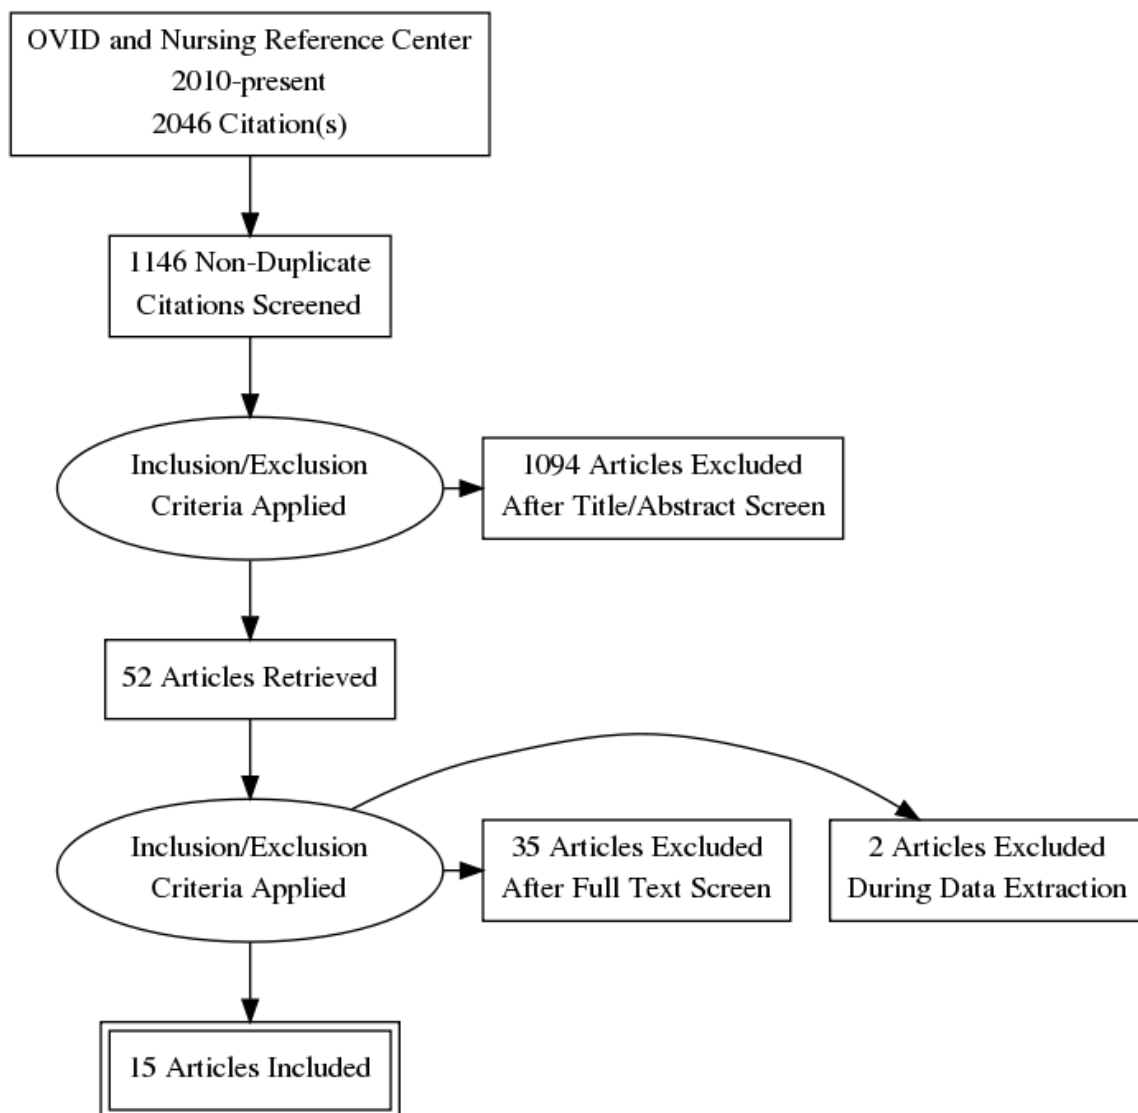 OVID and Nursing Reference Center
2010-present
2046 Citation(s)
1146 Non-Duplicate
Citations Screened
Inclusion/Exclusion
Criteria Applied
1094 Articles Excluded
After Title/Abstract Screen
52 Articles Retrieved
Inclusion/Exclusion
Criteria Applied
35 Articles Excluded
After Full Text Screen
2 Articles Excluded
During Data Extraction
15 Articles Included